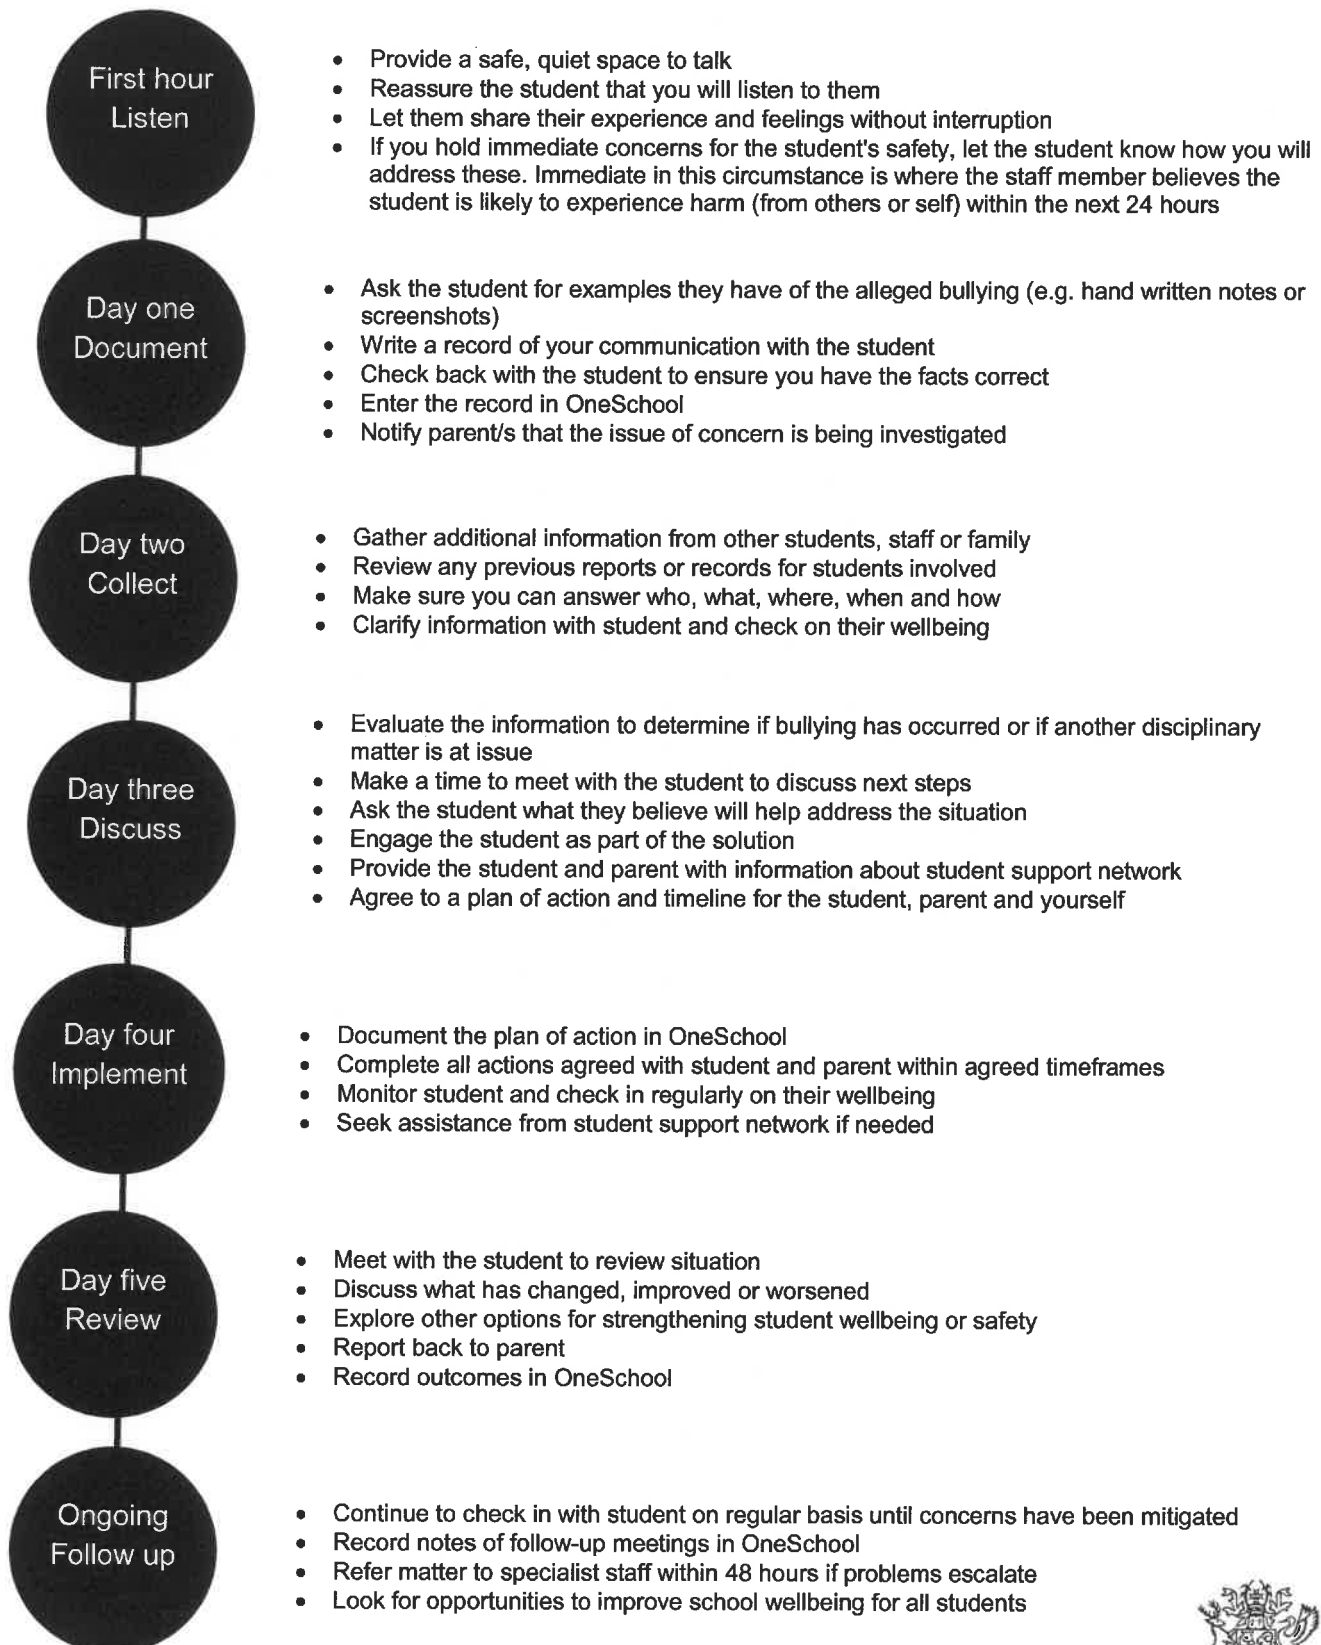 First hour
Listen
• Provide a safe, quiet space to talk
• Reassure the student that you will listen to them
• Let them share their experience and feelings without interruption
• If you hold immediate concerns for the student's safety, let the student know how you will
address these. Immediate in this circumstance is where the staff member believes the
student is likely to experience harm (from others or self) within the next 24 hours
Day one
Document
• Ask the student for examples they have of the alleged bullying (e.g. hand written notes or
screenshots)
• Write a record of your communication with the student
• Check back with the student to ensure you have the facts correct
• Enter the record in OneSchool
• Notify parent/s that the issue of concern is being investigated
Day two
Collect
• Gather additional information from other students, staff or family
• Review any previous reports or records for students involved
• Make sure you can answer who, what, where, when and how
• Clarify information with student and check on their wellbeing
Day three
Discuss
• Evaluate the information to determine if bullying has occurred or if another disciplinary
matter is at issue
• Make a time to meet with the student to discuss next steps
• Ask the student what they believe will help address the situation
• Engage the student as part of the solution
• Provide the student and parent with information about student support network
• Agree to a plan of action and timeline for the student, parent and yourself
Day four
Implement
• Document the plan of action in OneSchool
• Complete all actions agreed with student and parent within agreed timeframes
• Monitor student and check in regularly on their wellbeing
• Seek assistance from student support network if needed
Day five
Review
• Meet with the student to review situation
• Discuss what has changed, improved or worsened
• Explore other options for strengthening student wellbeing or safety
• Report back to parent
• Record outcomes in OneSchool
Ongoing
Follow up
• Continue to check in with student on regular basis until concerns have been mitigated
• Record notes of follow-up meetings in OneSchool
• Refer matter to specialist staff within 48 hours if problems escalate
• Look for opportunities to improve school wellbeing for all students